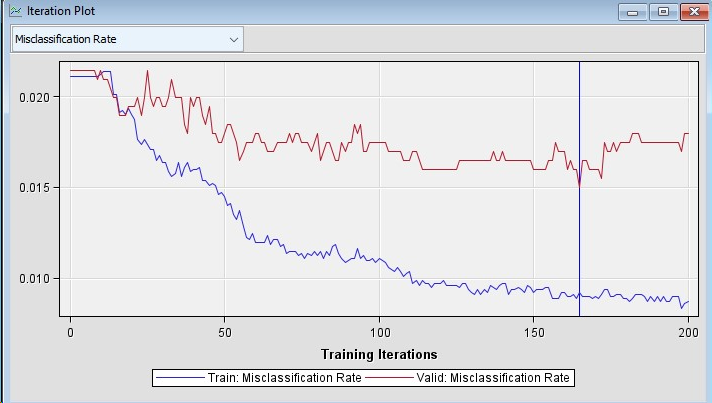 Iteration Plot
Misclassification Rate
0.020
0.015
0.010
0 50 100 150 200
Training Iterations
Train: Misclassification Rate Valid: Misclassification Rate